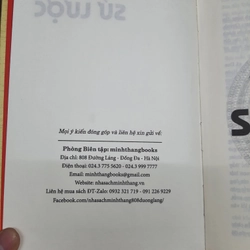 SỬ LƯỢC
Mọi ý kiến đóng góp và liên hệ xin gửi về:
Phòng Biên tập: minhthangbooks
Địa chỉ: 808 Đường Láng - Đống Đa - Hà Nội
Điện thoại: 024.3 775 5620 - 024.3 999 7777
Email: minhthangbooks@gmail.com
Website: nhasachminhthang.vn
Liên hệ mua sách ĐT-Zalo: 0932 321 719 - 091 226 9229
Facebook.com/nhasachminhthang808duonglang/
S